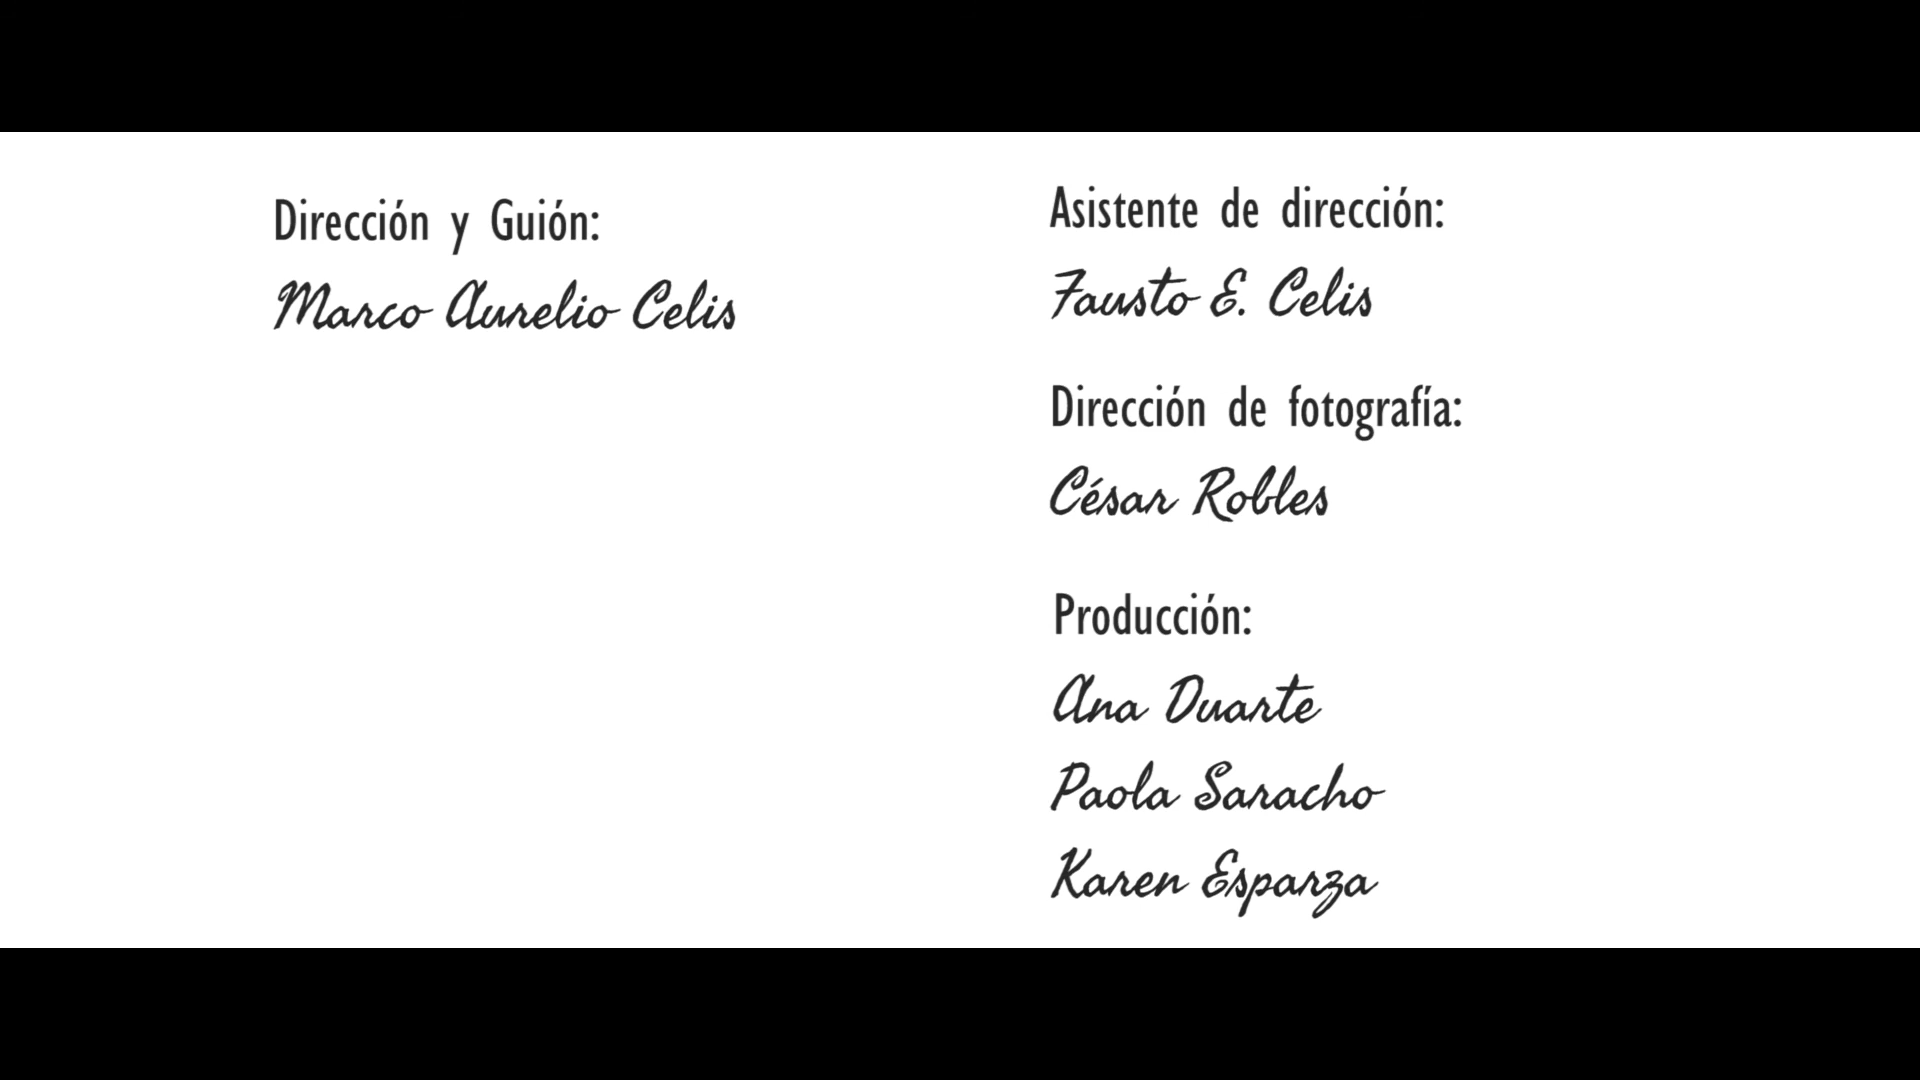 Dirección y Guión:
Marco Aurelio Celis
Asistente de dirección:
Fausto E. Celis
Dirección de fotografía:
César Robles
Producción:
Ana Duarte
Paola Saracho
Karen Esparza